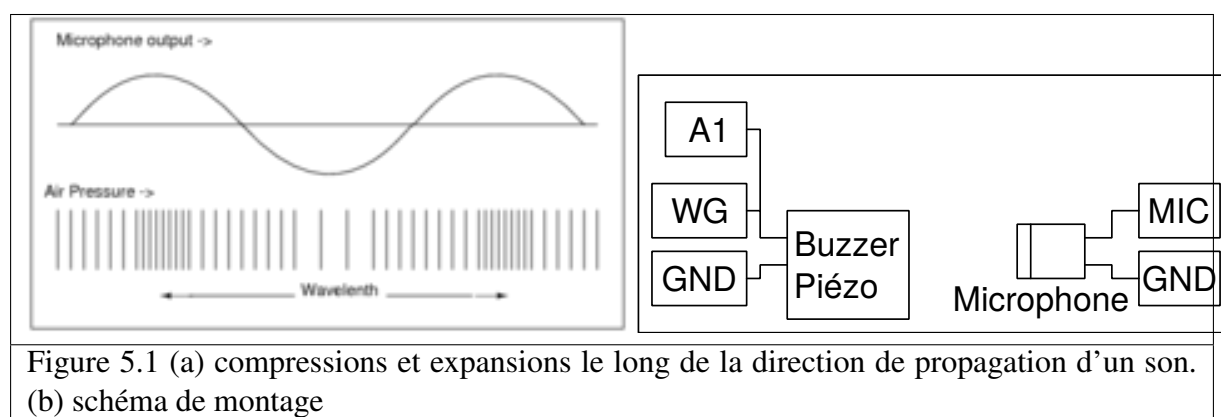 Microphone output ->
Air Pressure ->
Wavelenth
A1
WG
GND
Buzzer
Piézo
Microphone
MIC
GND
Figure 5.1 (a) compressions et expansions le long de la direction de propagation d'un son.
(b) schéma de montage